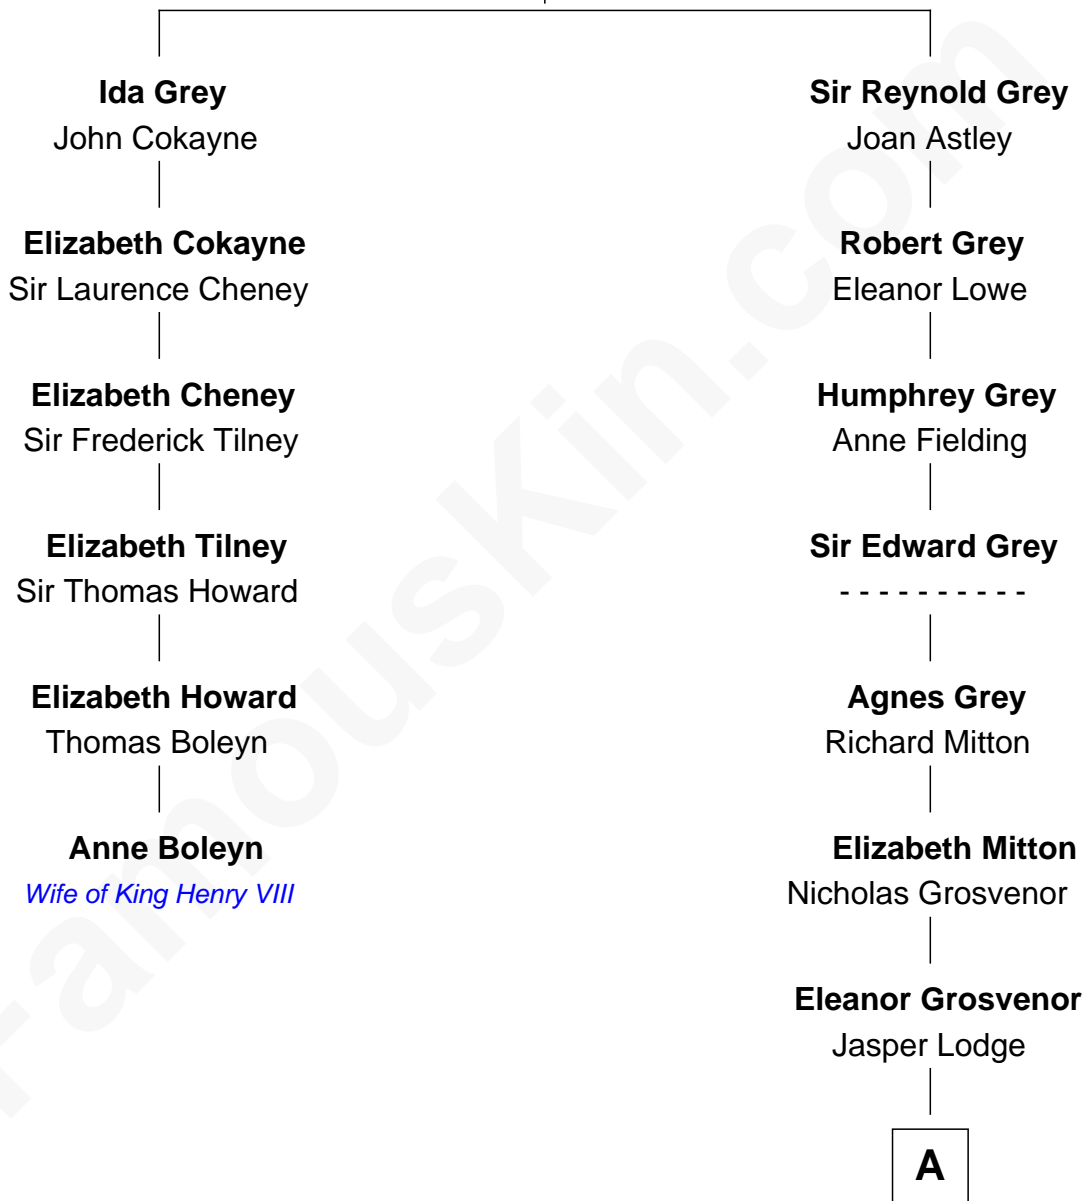 Ida Grey
John Cokayne
Elizabeth Cokayne
Sir Laurence Cheney
Elizabeth Cheney
Sir Frederick Tilney
Elizabeth Tilney
Sir Thomas Howard
Elizabeth Howard
Thomas Boleyn
Anne Boleyn
Wife of King Henry VIII
Sir Reynold Grey
Joan Astley
Robert Grey
Eleanor Lowe
Humphrey Grey
Anne Fielding
Sir Edward Grey
- - - - - - - - - -
Agnes Grey
Richard Mitton
Elizabeth Mitton
Nicholas Grosvenor
Eleanor Grosvenor
Jasper Lodge
A
FamousKin.com